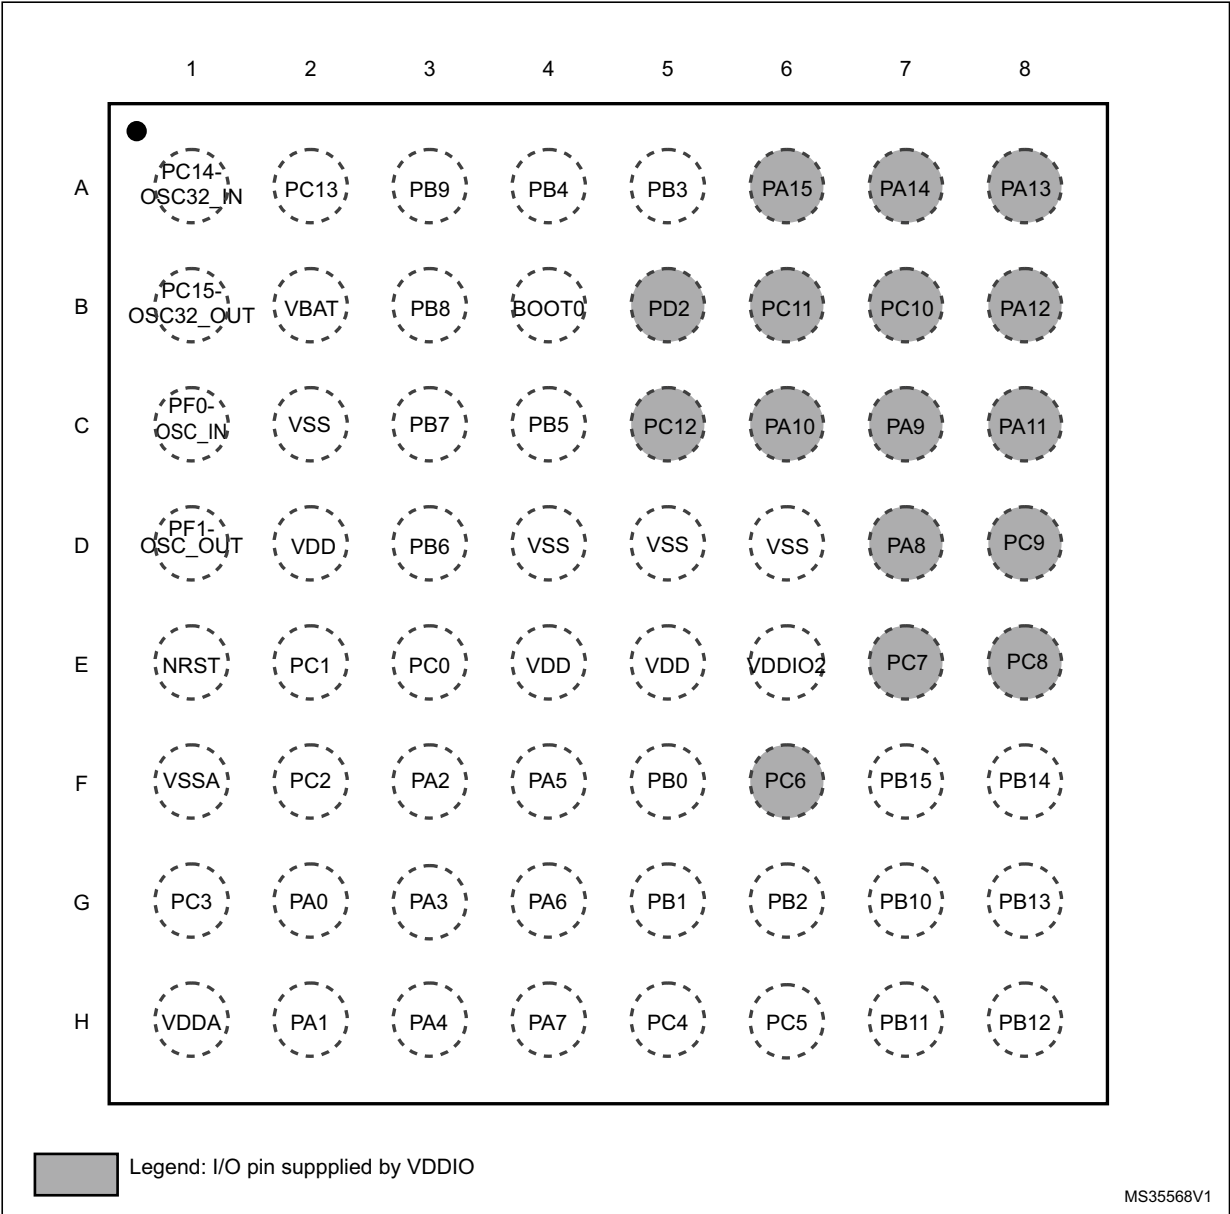 1 2 3 4 5 6 7 8
A PC14-OSC32_IN PC13 PB9 PB4 PB3 PA15 PA14 PA13
B PC15-OSC32_OUT VBAT PB8 BOOT0 PD2 PC11 PC10 PA12
C PF0-OSC_IN VSS PB7 PB5 PC12 PA10 PA9 PA11
D PF1-OSC_OUT VDD PB6 VSS VSS VSS PA8 PC9
E NRST PC1 PC0 VDD VDD VDDIO2 PC7 PC8
F VSSA PC2 PA2 PA5 PB0 PC6 PB15 PB14
G PC3 PA0 PA3 PA6 PB1 PB2 PB10 PB13
H VDDA PA1 PA4 PA7 PC4 PC5 PB11 PB12
Legend: I/O pin suppplied by VDDIO
MS35568V1